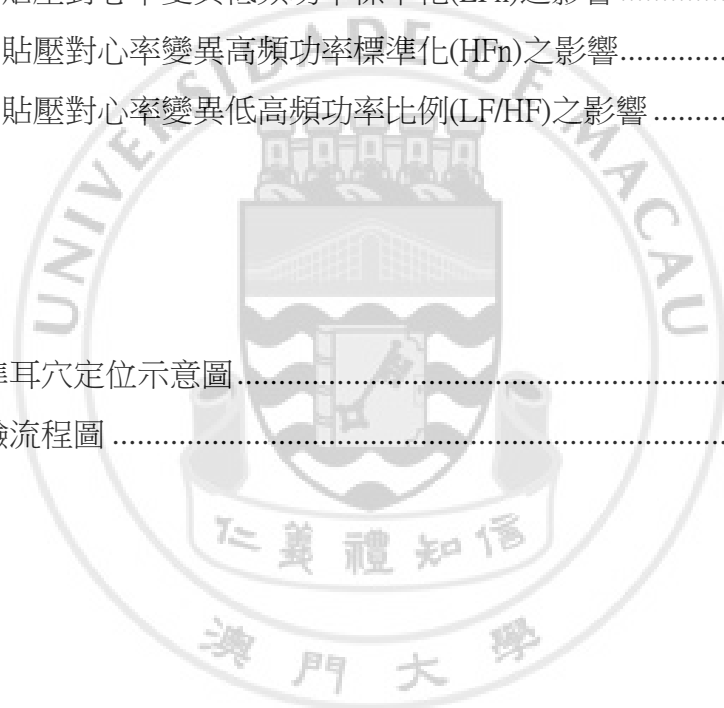 貼壓對心率變異低頻功率標準化(LFn)之影響....................
貼壓對心率變異高頻功率標準化(HFn)之影響....................
貼壓對心率變異低高頻功率比例(LF/HF)之影響....................
耳穴定位示意圖....................
流程圖....................
UNIVERSIDADE DE MACAU
仁義禮知信
澳門大學